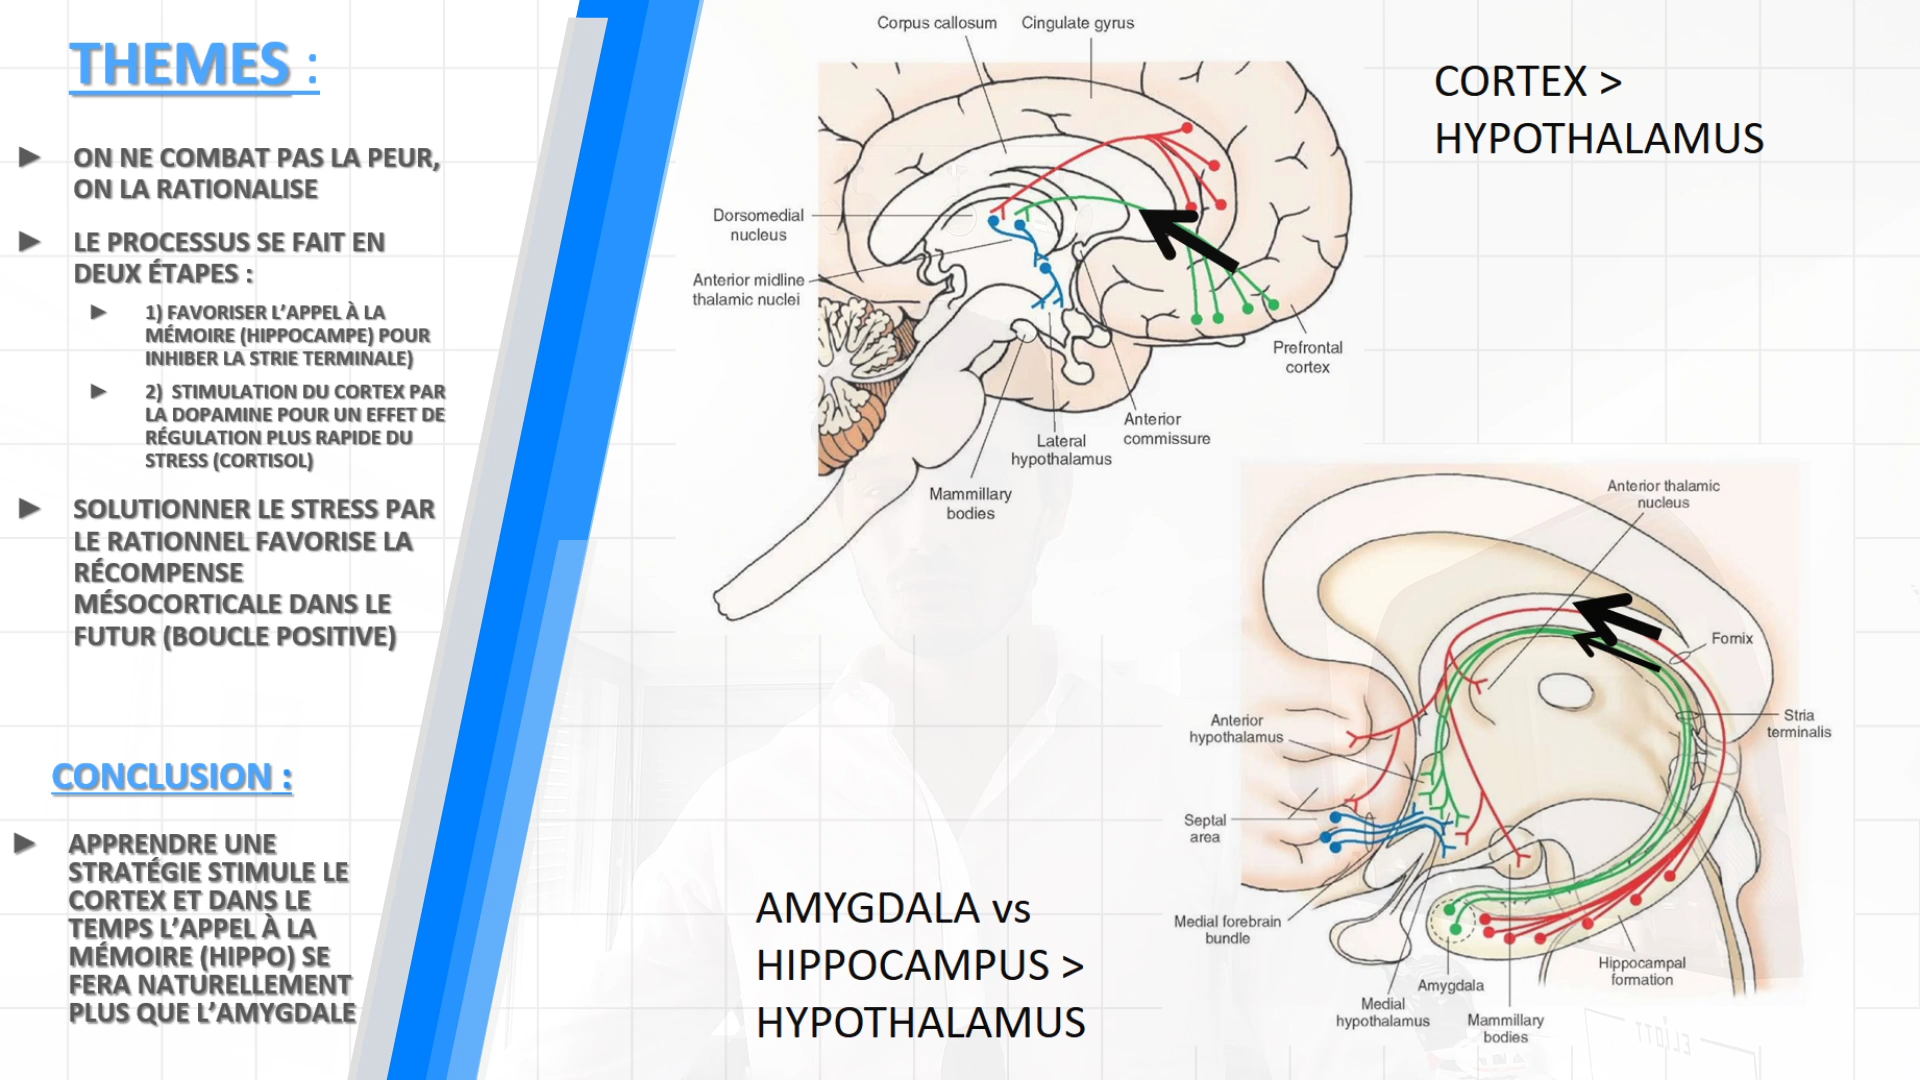 THEMES :
► ON NE COMBAT PAS LA PEUR,
ON LA RATIONALISE
► LE PROCESSUS SE FAIT EN
DEUX ÉTAPES :
► 1) FAVORISER L'APPEL À LA
MÉMOIRE (HIPPOCAMPE) POUR
INHIBER LA STRIE TERMINALE)
► 2) STIMULATION DU CORTEX PAR
LA DOPAMINE POUR UN EFFET DE
RÉGULATION PLUS RAPIDE DU
STRESS (CORTISOL)
► SOLUTIONNER LE STRESS PAR
LE RATIONNEL FAVORISE LA
RÉCOMPENSE
MÉSOCORTICALE DANS LE
FUTUR (BOUCLE POSITIVE)
CONCLUSION :
► APPRENDRE UNE
STRATÉGIE STIMULE LE
CORTEX ET DANS LE
TEMPS L'APPEL À LA
MÉMOIRE (HIPPO) SE
FERA NATURELLEMENT
PLUS QUE L'AMYGDALE
Corpus callosum
Cingulate gyrus
Dorsomedial
nucleus
Anterior midline
thalamic nuclei
Prefrontal
cortex
Anterior
commissure
Lateral
hypothalamus
Mammillary
bodies
CORTEX >
HYPOTHALAMUS
Anterior thalamic
nucleus
Fornix
Stria
terminalis
Anterior
hypothalamus
Septal
area
Medial forebrain
bundle
Hippocampal
formation
Amygdala
Medial
hypothalamus
Mammillary
bodies
AMYGDALA vs
HIPPOCAMPUS >
HYPOTHALAMUS